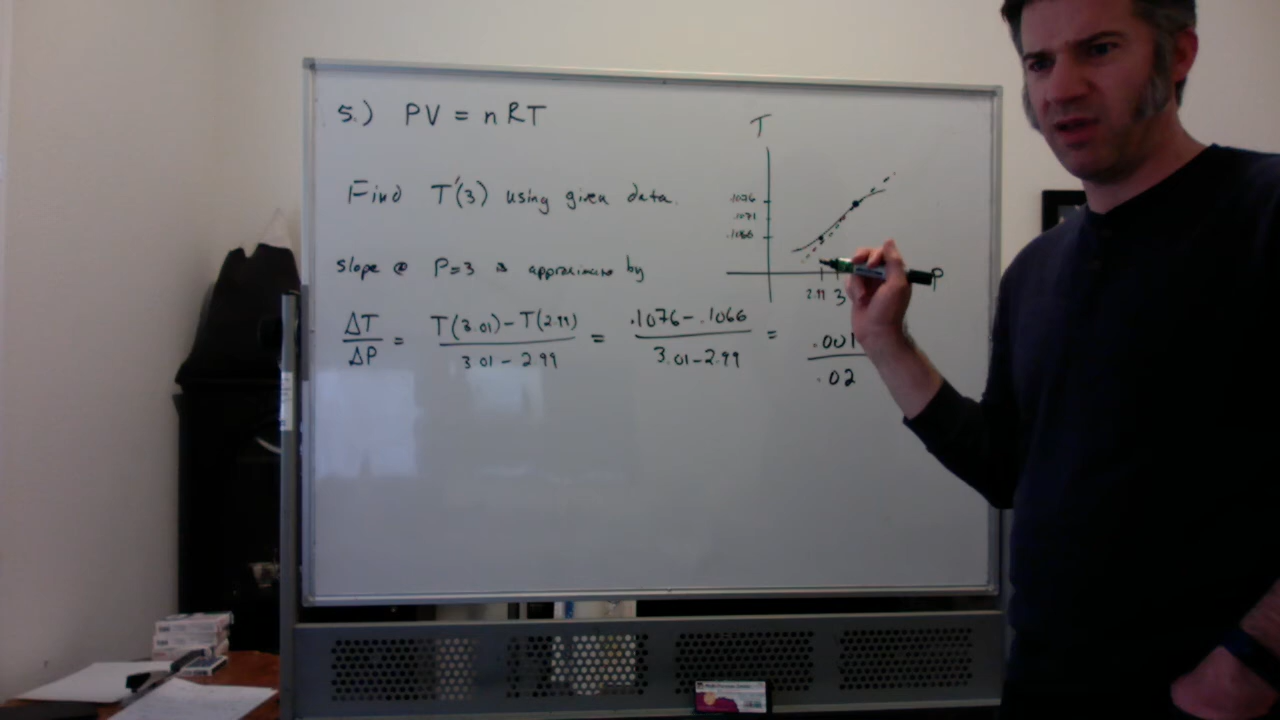 5.) PV = nRT
Find T'(3) using given data.
slope @ P=3 is approximate by
ΔT/ΔP = T(3.01) - T(2.99)/3.01 - 2.99 = .1076 - .1066/3.01 - 2.99 = .001/.02
T
.1076
.1071
.1066
2.99 3
P